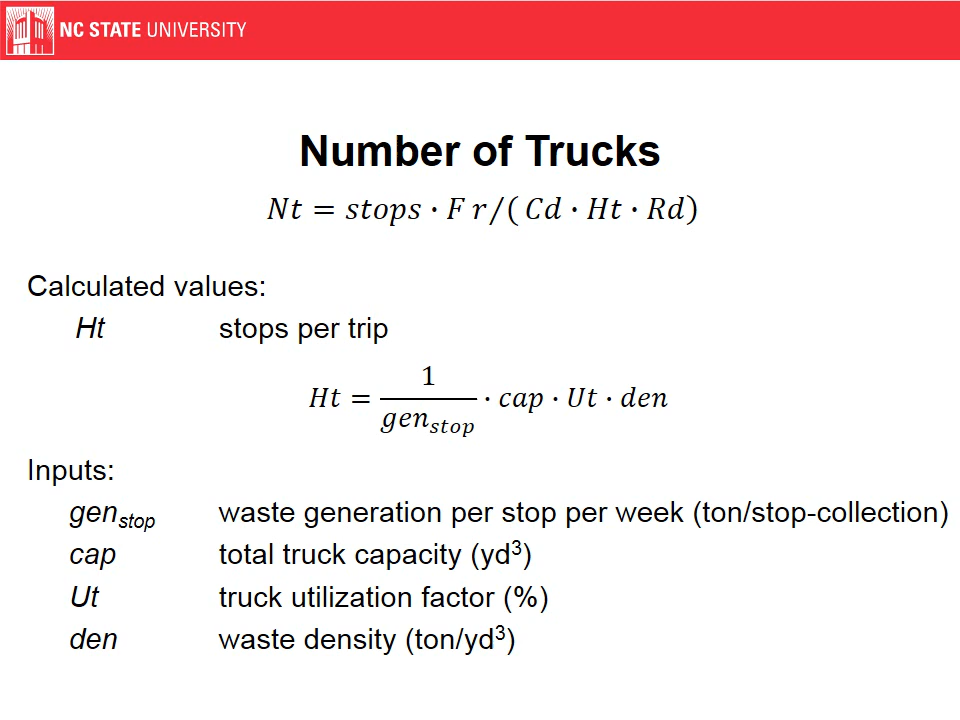 NC STATE UNIVERSITY
Number of Trucks
Nt = stops · F r/( Cd · Ht · Rd)
Calculated values:
Ht stops per trip
Ht = 1/gen_stop · cap · Ut · den
Inputs:
gen_stop waste generation per stop per week (ton/stop-collection)
cap total truck capacity (yd³)
Ut truck utilization factor (%)
den waste density (ton/yd³)